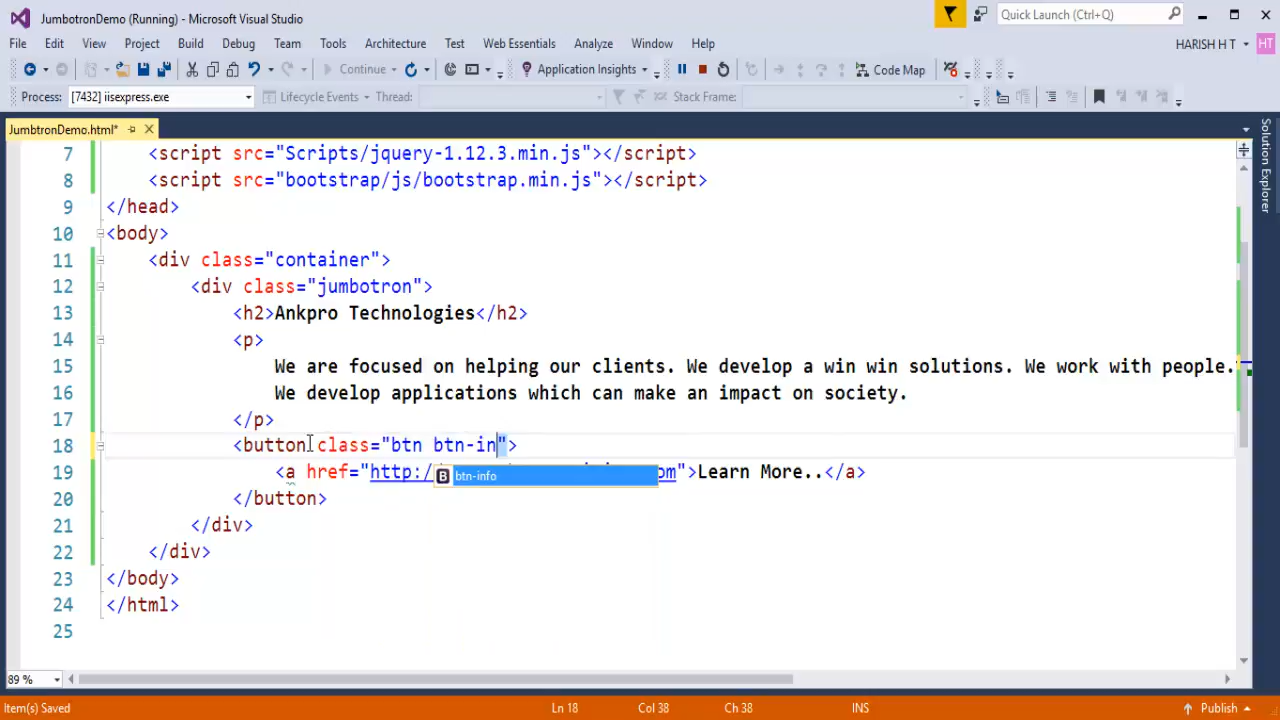 JumbotronDemo (Running) - Microsoft Visual Studio
Quick Launch (Ctrl+Q)
File Edit View Project Build Debug Team Tools Architecture Test Web Essentials Analyze Window Help
HARISH H T HT
Continue Application Insights Code Map
Process: [7432] iisexpress.exe Lifecycle Events Thread: Stack Frame:
JumbtronDemo.html*
Solution Explorer
7 <script src="Scripts/jquery-1.12.3.min.js"></script>
8 <script src="bootstrap/js/bootstrap.min.js"></script>
9 </head>
10 <body>
11 <div class="container">
12 <div class="jumbotron">
13 <h2>Ankpro Technologies</h2>
14 <p>
15 We are focused on helping our clients. We develop a win win solutions. We work with people.
16 We develop applications which can make an impact on society.
17 </p>
18 <button class="btn btn-in">
19 <a href="http:/ om">Learn More..</a>
btn-info
20 </button>
21 </div>
22 </div>
23 </body>
24 </html>
25
89 %
Item(s) Saved Ln 18 Col 38 Ch 38 INS Publish